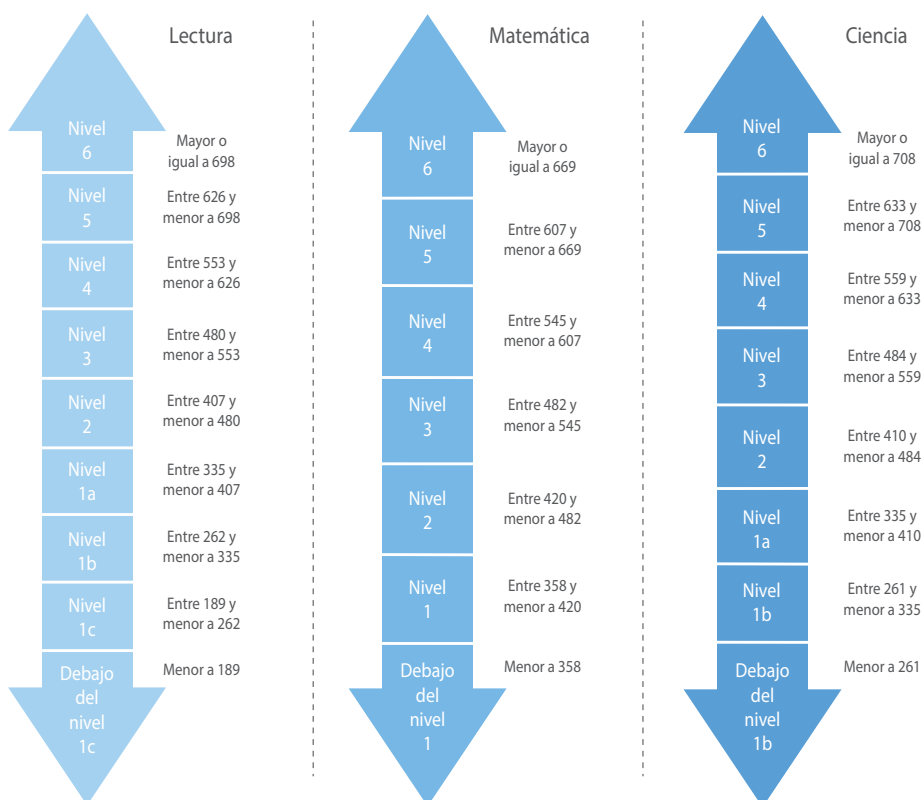 Lectura
Nivel
6
Mayor o
igual a 698
Nivel
5
Entre 626 y
menor a 698
Nivel
4
Entre 553 y
menor a 626
Nivel
3
Entre 480 y
menor a 553
Nivel
2
Entre 407 y
menor a 480
Nivel
1a
Entre 335 y
menor a 407
Nivel
1b
Entre 262 y
menor a 335
Nivel
1c
Entre 189 y
menor a 262
Debajo
del
nivel
1c
Menor a 189
Matemática
Nivel
6
Mayor o
igual a 669
Nivel
5
Entre 607 y
menor a 669
Nivel
4
Entre 545 y
menor a 607
Nivel
3
Entre 482 y
menor a 545
Nivel
2
Entre 420 y
menor a 482
Nivel
1
Entre 358 y
menor a 420
Debajo
del
nivel
1
Menor a 358
Ciencia
Nivel
6
Mayor o
igual a 708
Nivel
5
Entre 633 y
menor a 708
Nivel
4
Entre 559 y
menor a 633
Nivel
3
Entre 484 y
menor a 559
Nivel
2
Entre 410 y
menor a 484
Nivel
1a
Entre 335 y
menor a 410
Nivel
1b
Entre 261 y
menor a 335
Debajo
del
nivel
1b
Menor a 261